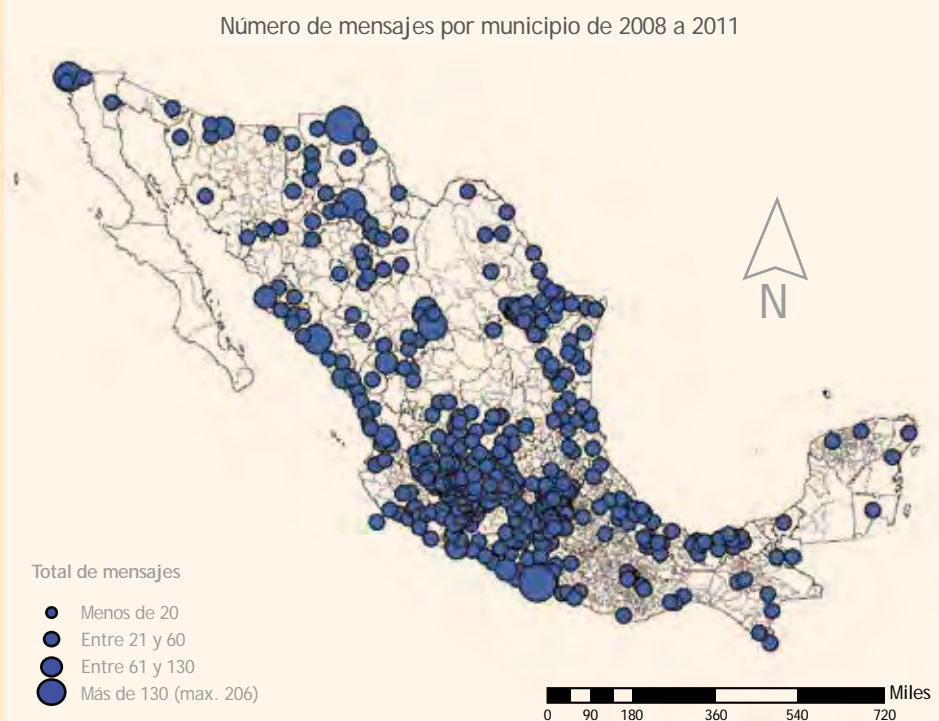 Número de mensajes por municipio de 2008 a 2011
N
Total de mensajes
Menos de 20
Entre 21 y 60
Entre 61 y 130
Más de 130 (max. 206)
Miles
0 90 180 360 540 720